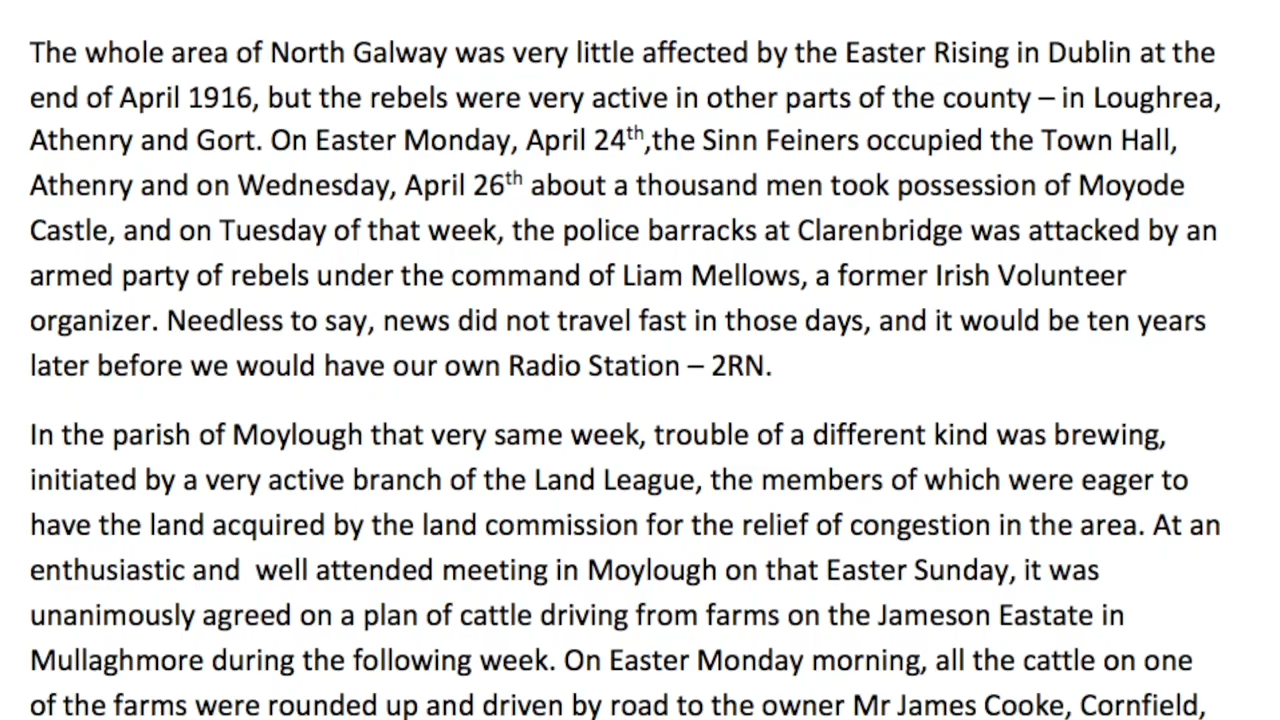 The whole area of North Galway was very little affected by the Easter Rising in Dublin at the
end of April 1916, but the rebels were very active in other parts of the county – in Loughrea,
Athenry and Gort. On Easter Monday, April 24th,the Sinn Feiners occupied the Town Hall,
Athenry and on Wednesday, April 26th about a thousand men took possession of Moyode
Castle, and on Tuesday of that week, the police barracks at Clarenbridge was attacked by an
armed party of rebels under the command of Liam Mellows, a former Irish Volunteer
organizer. Needless to say, news did not travel fast in those days, and it would be ten years
later before we would have our own Radio Station – 2RN.
In the parish of Moylough that very same week, trouble of a different kind was brewing,
initiated by a very active branch of the Land League, the members of which were eager to
have the land acquired by the land commission for the relief of congestion in the area. At an
enthusiastic and  well attended meeting in Moylough on that Easter Sunday, it was
unanimously agreed on a plan of cattle driving from farms on the Jameson Eastate in
Mullaghmore during the following week. On Easter Monday morning, all the cattle on one
of the farms were rounded up and driven by road to the owner Mr James Cooke, Cornfield,